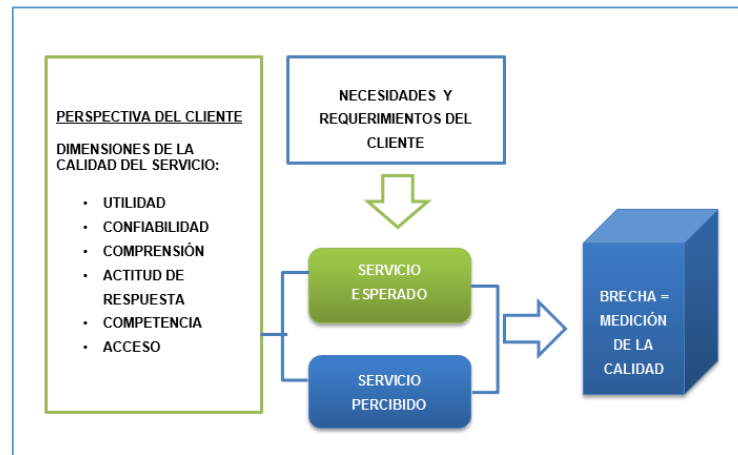 PERSPECTIVA DEL CLIENTE
DIMENSIONES DE LA
CALIDAD DEL SERVICIO:
• UTILIDAD
• CONFIABILIDAD
• COMPRENSIÓN
• ACTITUD DE
RESPUESTA
• COMPETENCIA
• ACCESO
NECESIDADES Y
REQUERIMIENTOS DEL
CLIENTE
SERVICIO
ESPERADO
SERVICIO
PERCIBIDO
BRECHA =
MEDICIÓN
DE LA
CALIDAD